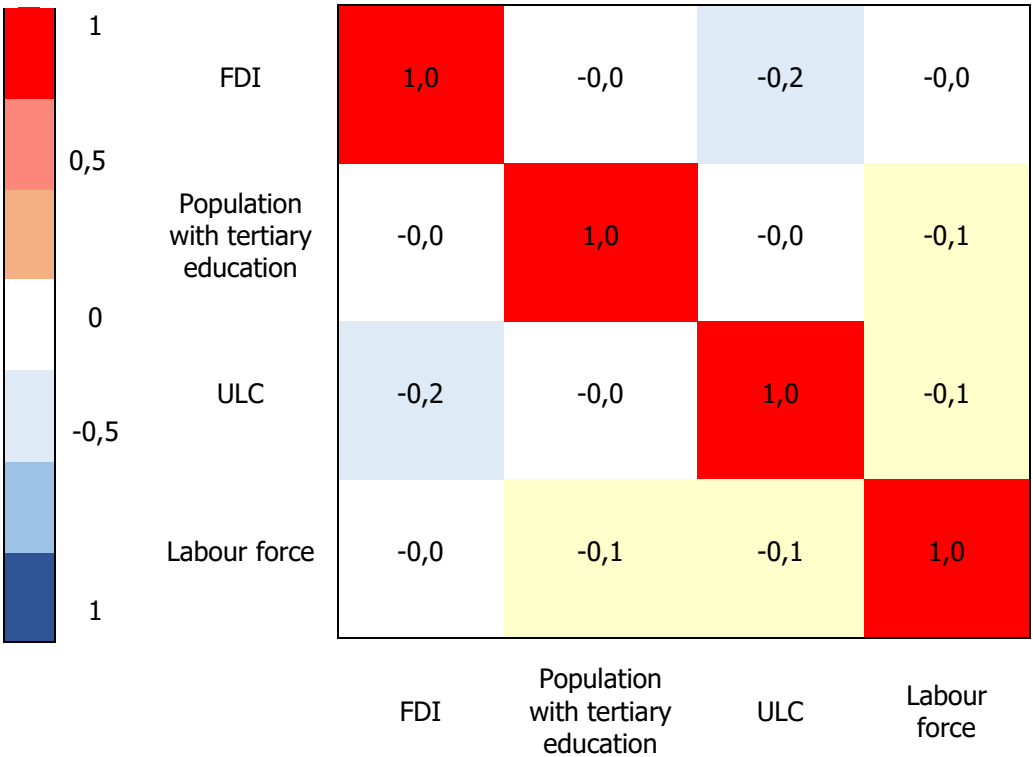 1
0,5
0
-0,5
1
FDI
1,0
-0,0
-0,2
-0,0
Population
with tertiary
education
-0,0
1,0
-0,0
-0,1
ULC
-0,2
-0,0
1,0
-0,1
Labour force
-0,0
-0,1
-0,1
1,0
FDI
Population
with tertiary
education
ULC
Labour
force